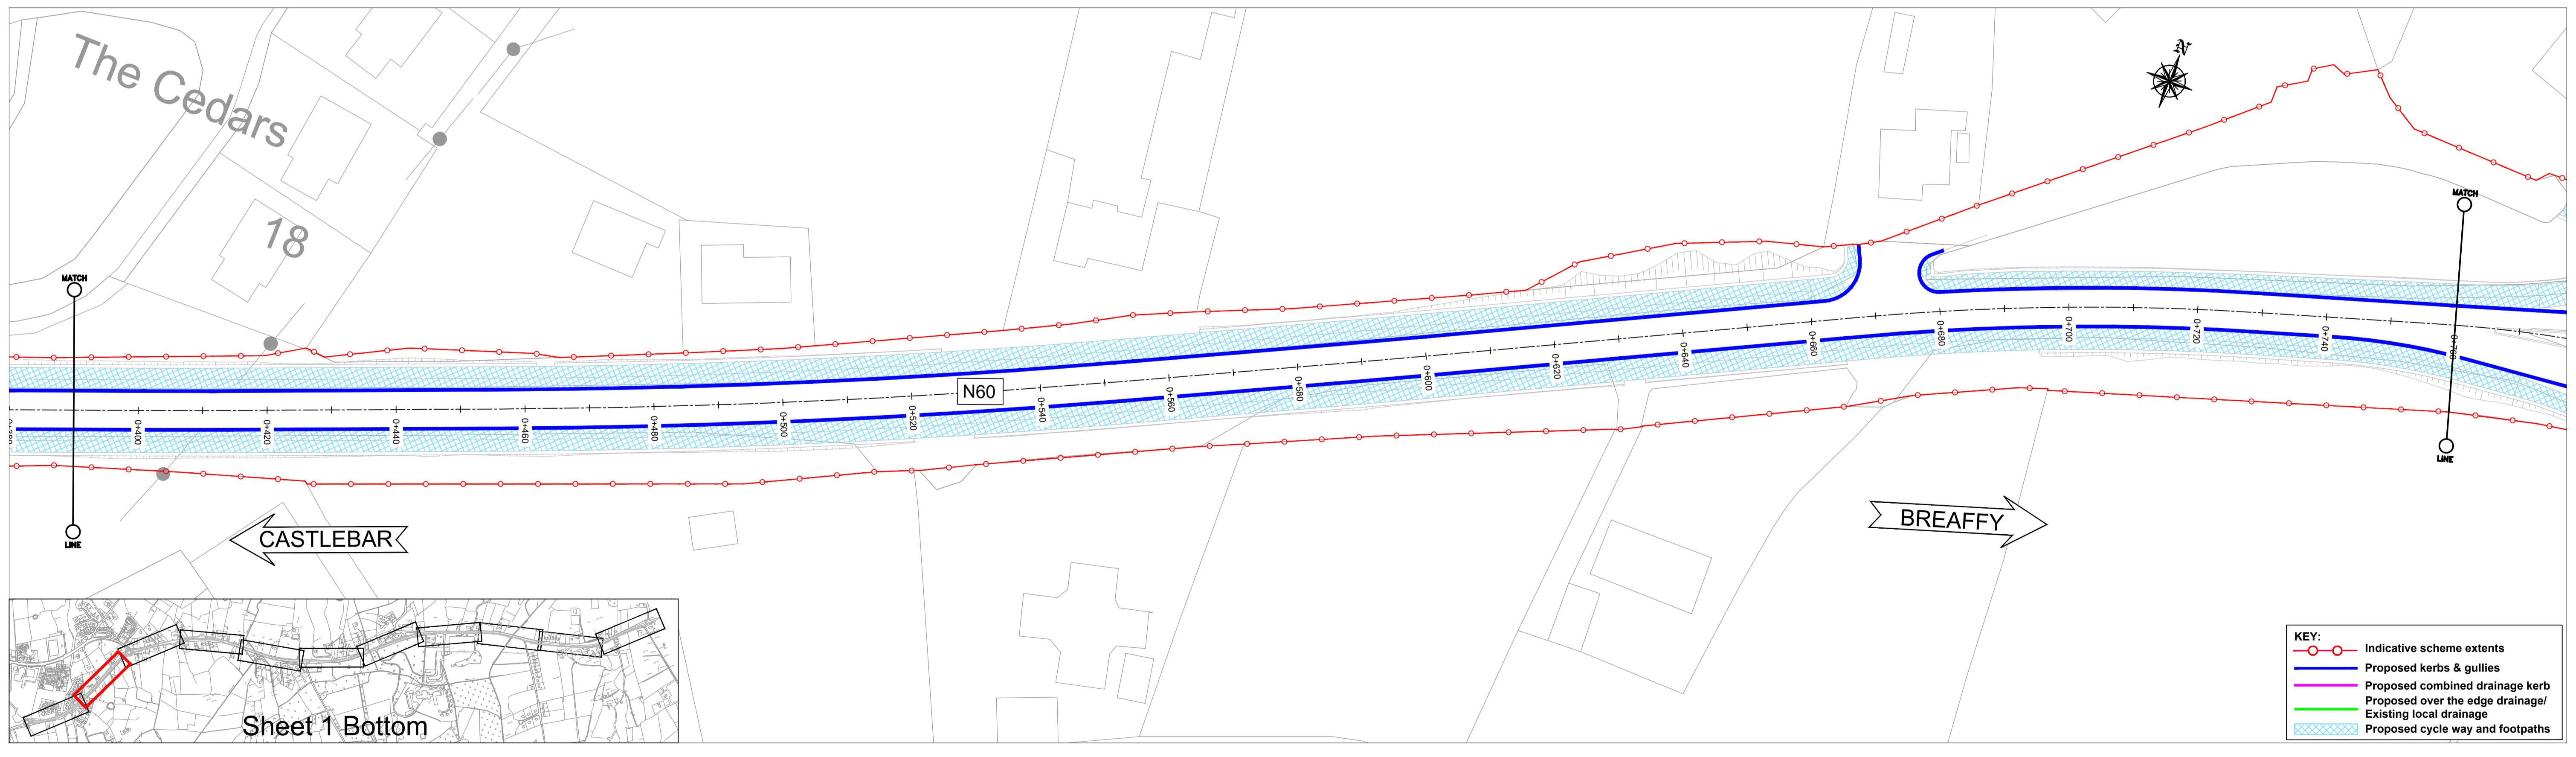 The Cedars
18
N
MATCH
MATCH
N60
0+400
0+420
0+440
0+460
0+480
0+500
0+520
0+540
0+560
0+580
0+600
0+620
0+640
0+660
0+680
0+700
0+720
0+740
0+760
LINE
LINE
CASTLEBAR
BREAFFY
Sheet 1 Bottom
KEY:
Indicative scheme extents
Proposed kerbs & gullies
Proposed combined drainage kerb
Proposed over the edge drainage/
Existing local drainage
Proposed cycle way and footpaths